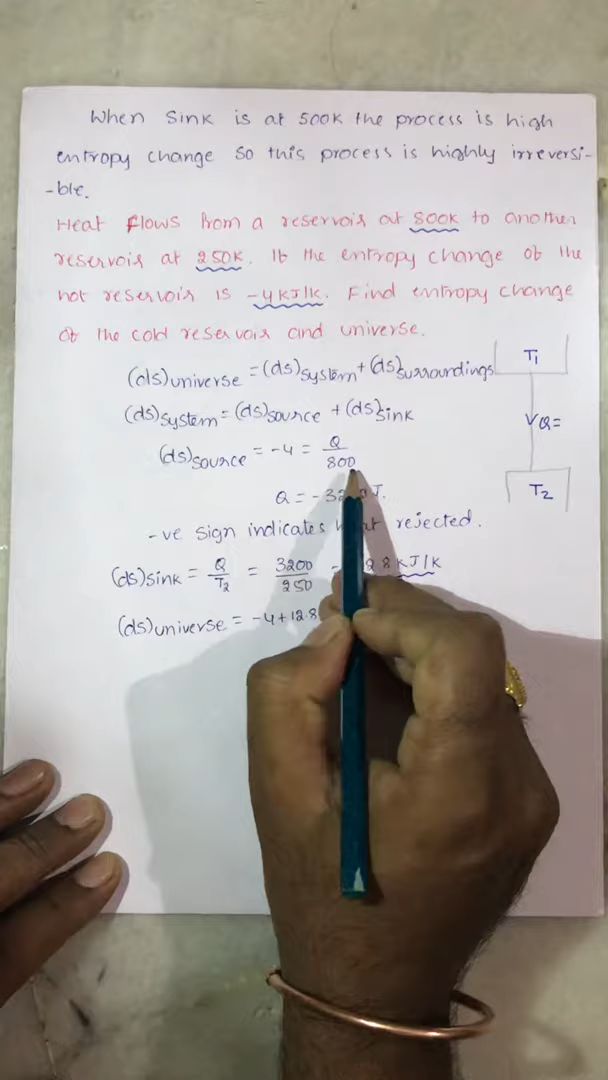 When Sink is at 500K the process is high
entropy change so this process is highly irreversi-
-ble.
Heat flows from a reservoir at 800K to another
reservoir at 250K. If the entropy change of the
hot reservoir is -4KJ/K. Find entropy change
of the cold reservoir and universe.
(ds)universe = (ds)system + (ds)surroundings
T1
(ds)system = (ds)source + (ds)sink
Q=
(ds)source = -4 = Q/800
T2
Q = -32 J.
-ve sign indicates rejected.
(ds)sink = Q/T2 = 3200/250 = 8 KJ/K
(ds)universe = -4+12.8